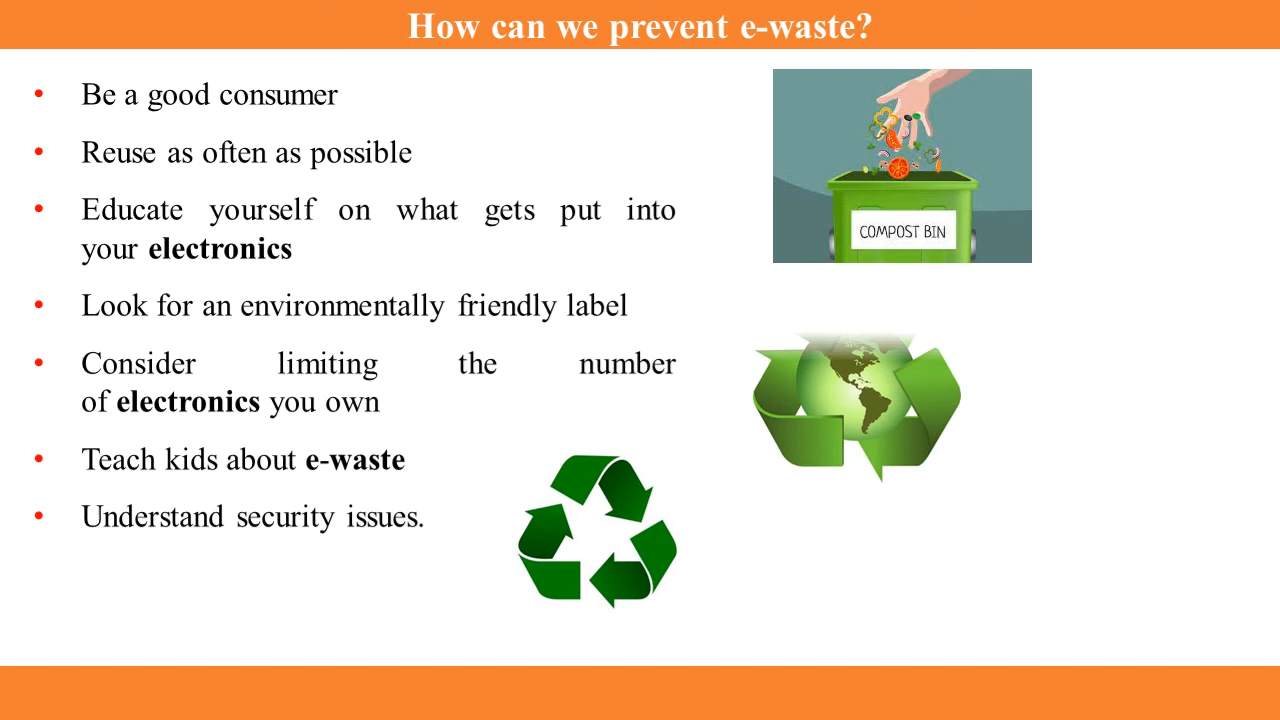 How can we prevent e-waste?
• Be a good consumer
• Reuse as often as possible
• Educate yourself on what gets put into
your electronics
• Look for an environmentally friendly label
• Consider limiting the number
of electronics you own
• Teach kids about e-waste
• Understand security issues.
COMPOST BIN